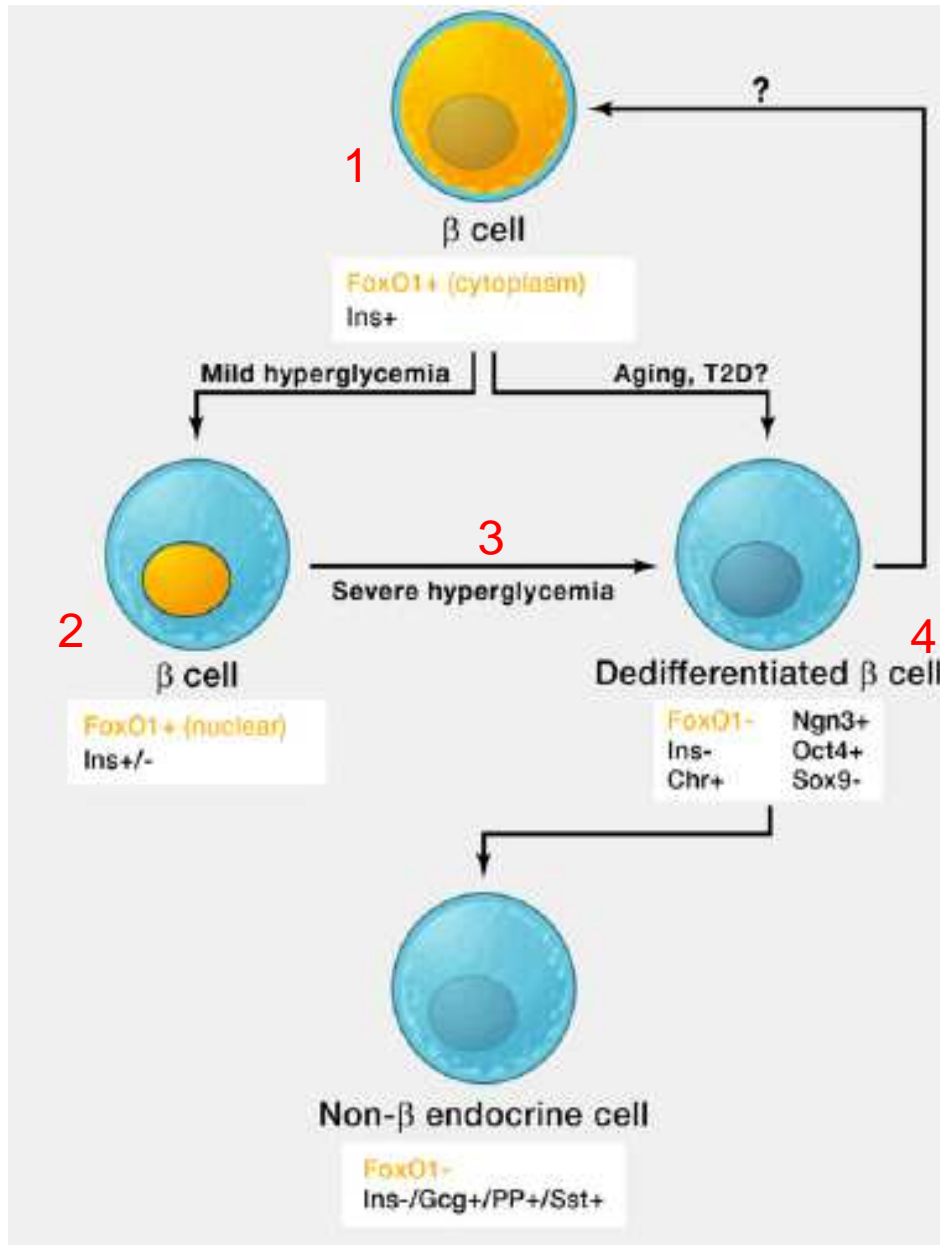 ?
1
β cell
FoxO1+ (cytoplasm)
Ins+
Mild hyperglycemia
Aging, T2D?
3
Severe hyperglycemia
2
β cell
FoxO1+ (nuclear)
Ins+/-
4
Dedifferentiated β cell
FoxO1- Ngn3+
Ins- Oct4+
Chr+ Sox9-
Non-β endocrine cell
FoxO1-
Ins-/Gcg+/PP+/Sst+